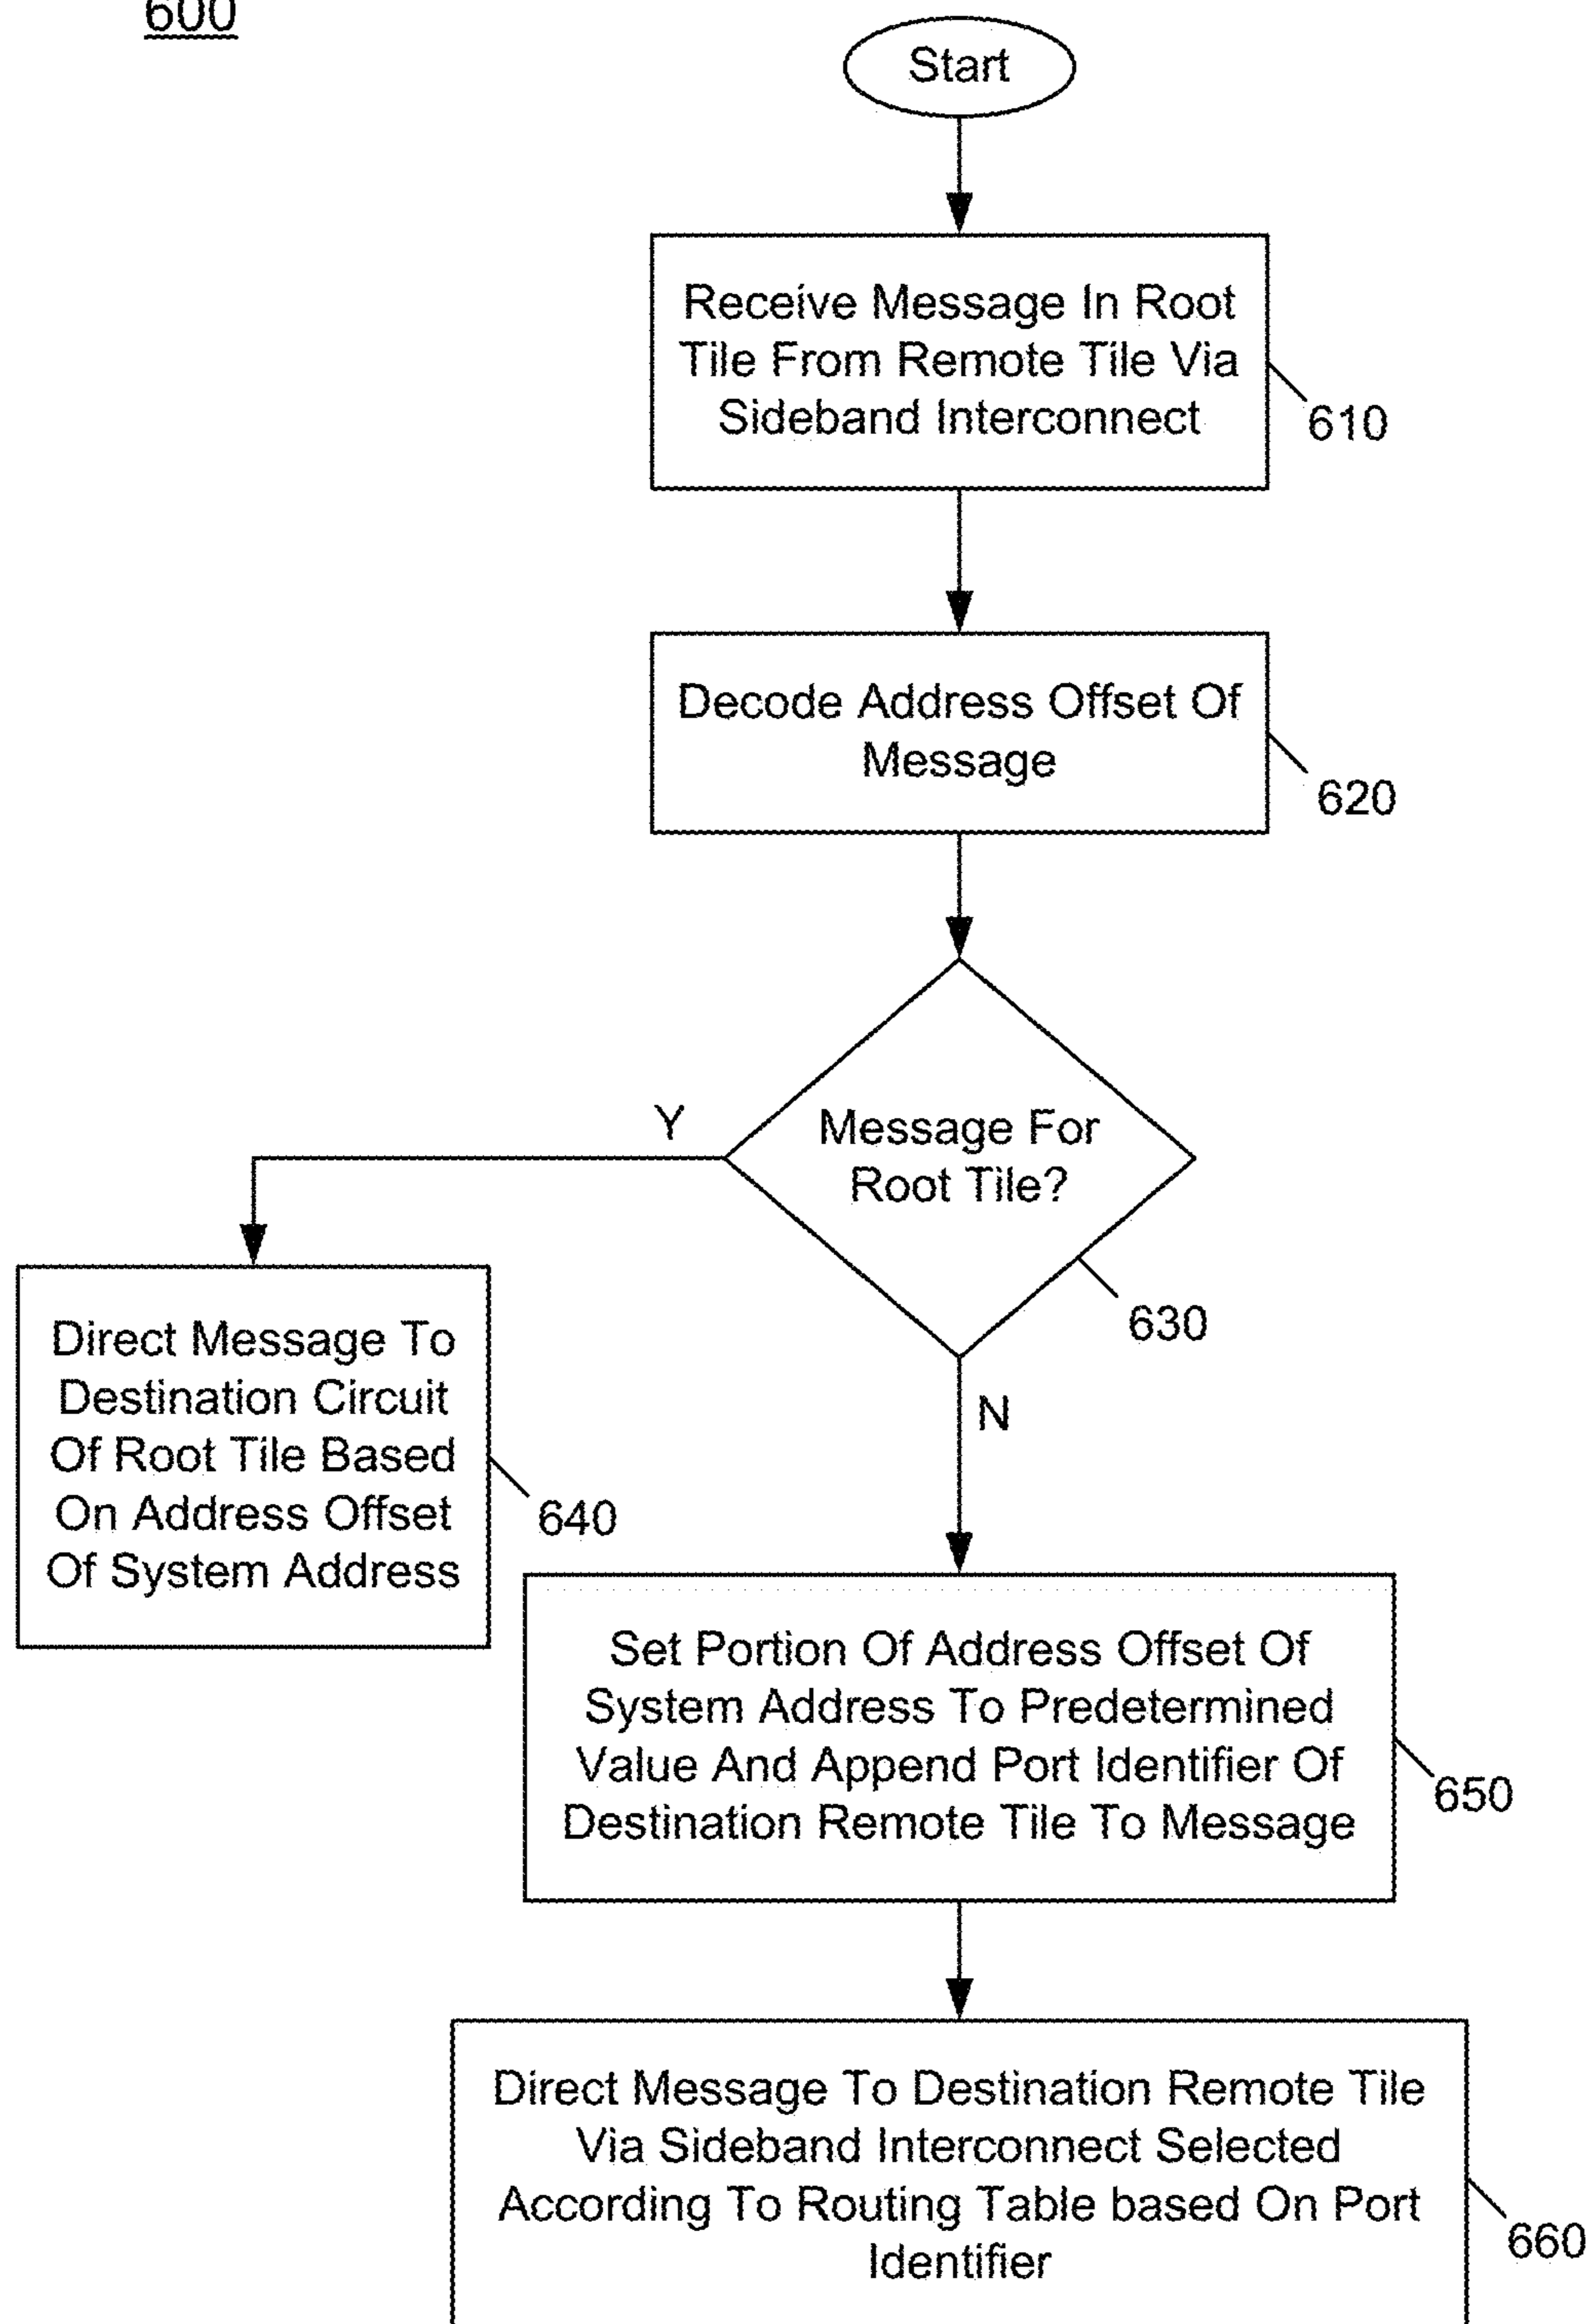 600
Start
Receive Message In Root
Tile From Remote Tile Via
Sideband Interconnect
610
Decode Address Offset Of
Message
620
Message For
Root Tile?
Y
630
N
Direct Message To
Destination Circuit
Of Root Tile Based
On Address Offset
Of System Address
640
Set Portion Of Address Offset Of
System Address To Predetermined
Value And Append Port Identifier Of
Destination Remote Tile To Message
650
Direct Message To Destination Remote Tile
Via Sideband Interconnect Selected
According To Routing Table based On Port
Identifier
660